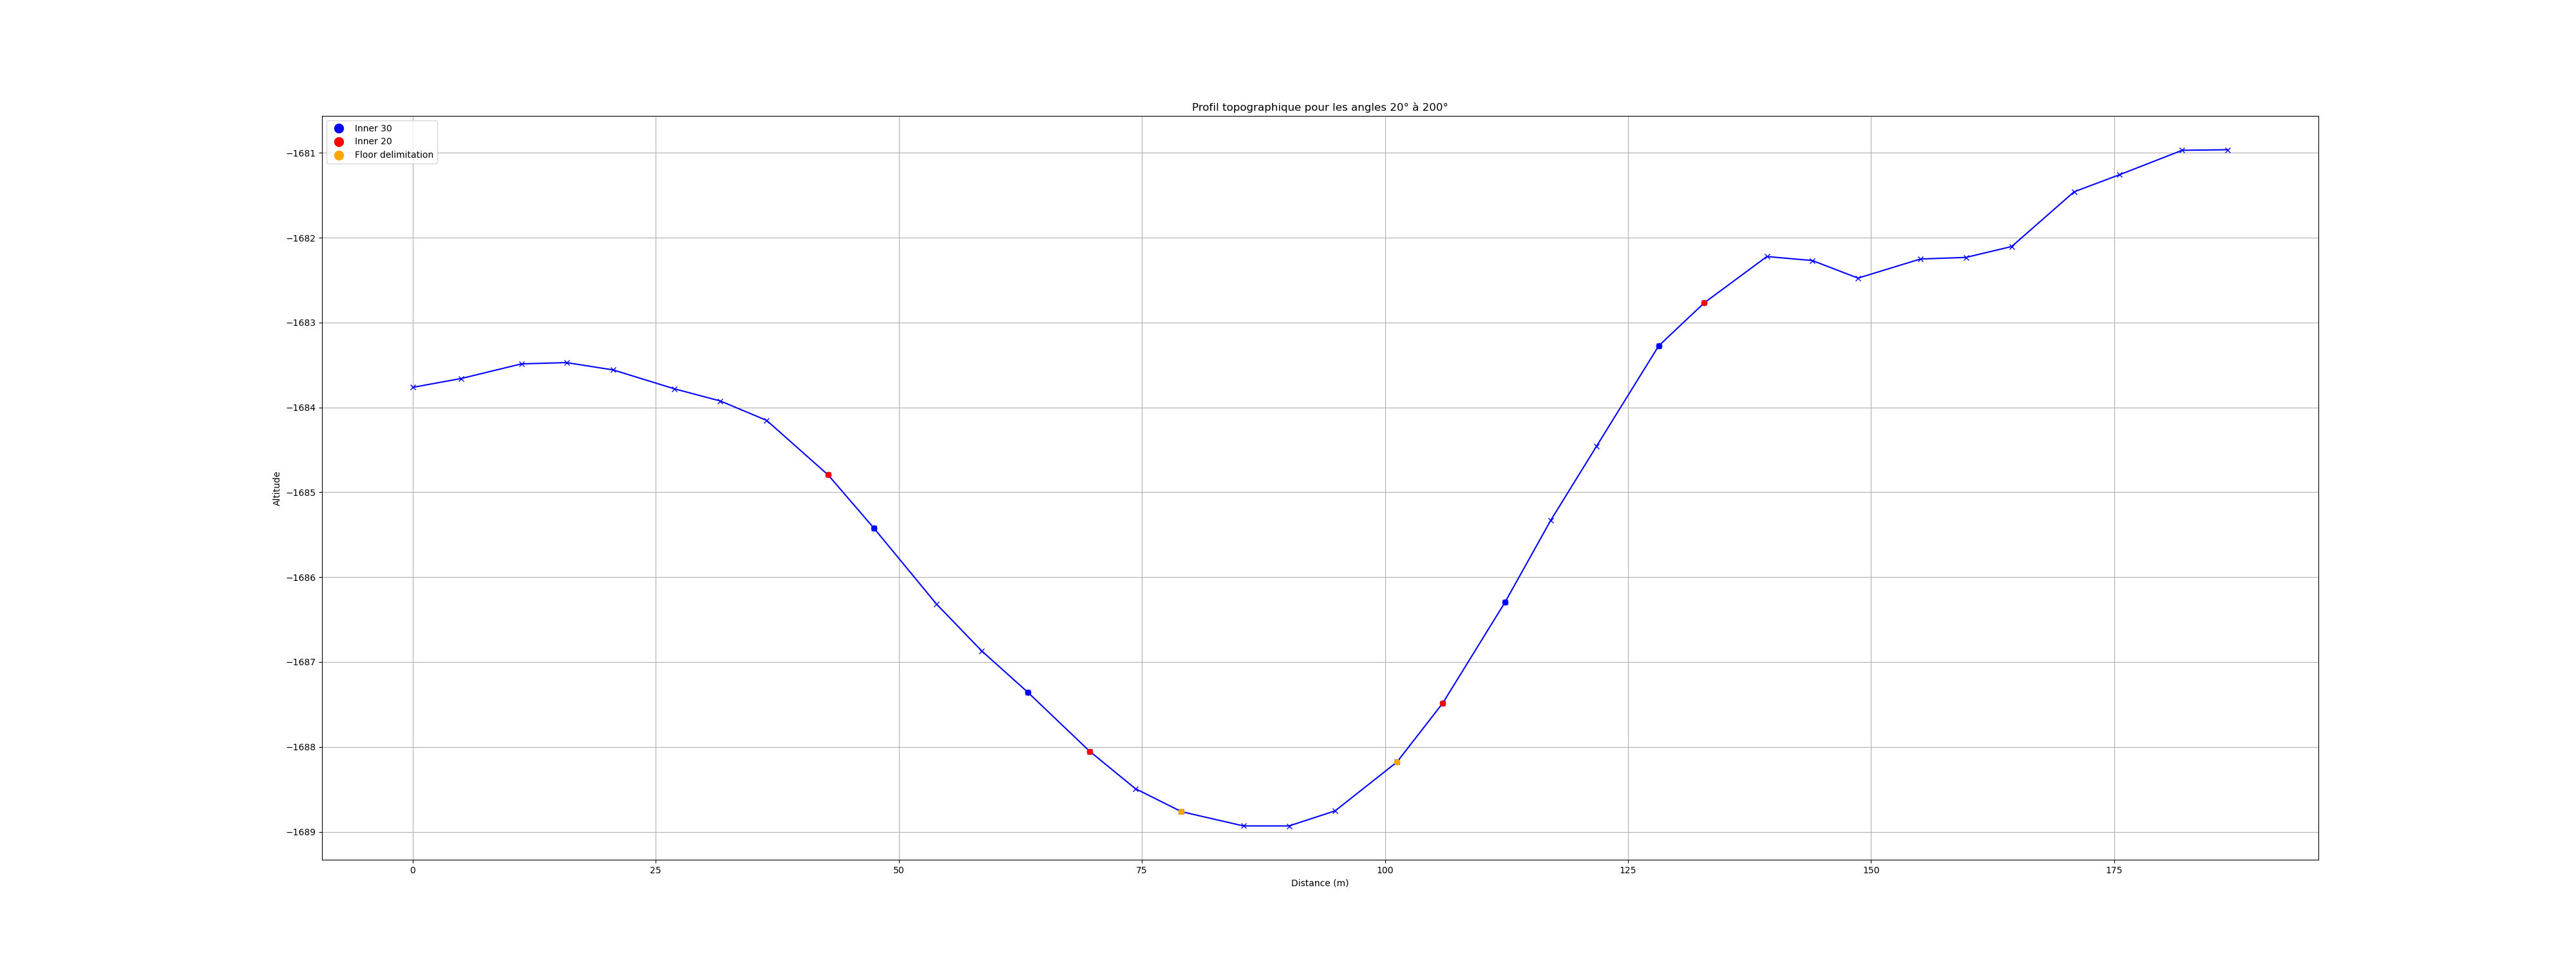 Profil topographique pour les angles 20° à 200°
Inner 30
Inner 20
Floor delimitation
−1681
−1682
−1683
−1684
−1685
−1686
−1687
−1688
−1689
Altitude
0 25 50 75 100 125 150 175
Distance (m)